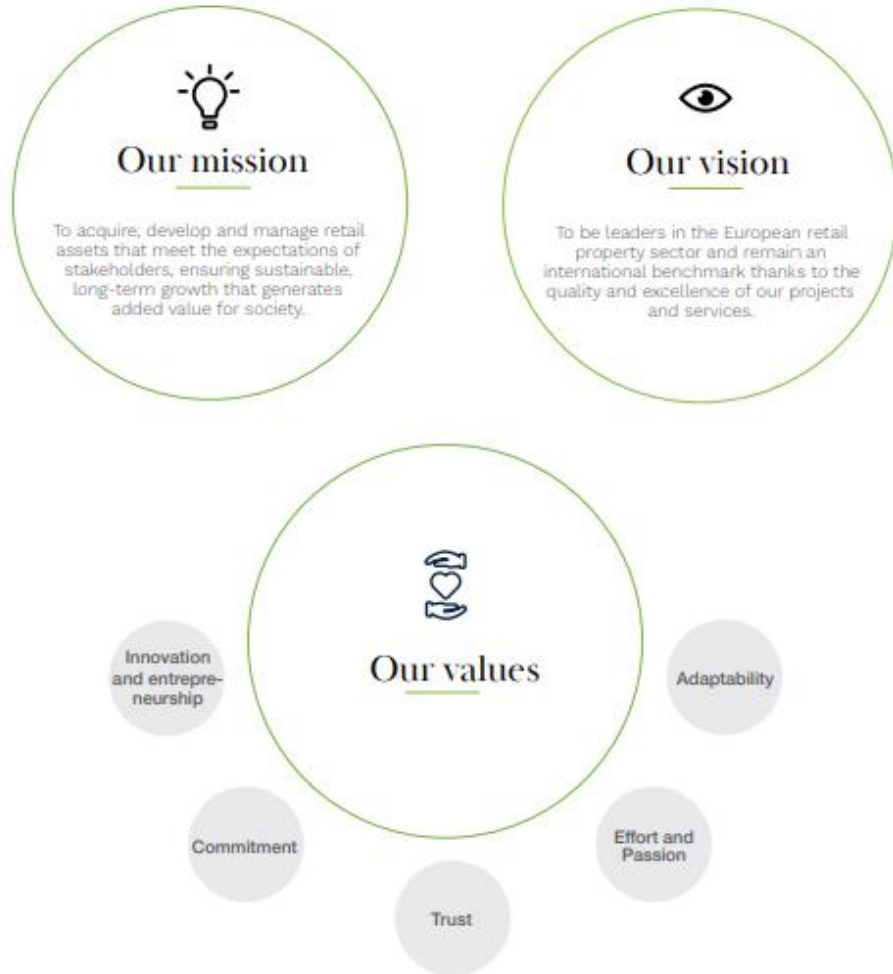 Our mission
To acquire, develop and manage retail
assets that meet the expectations of
stakeholders, ensuring sustainable,
long-term growth that generates
added value for society.
Our vision
To be leaders in the European retail
property sector and remain an
international benchmark thanks to the
quality and excellence of our projects
and services.
Our values
Innovation
and entrepre-
neurship
Commitment
Trust
Effort and
Passion
Adaptability